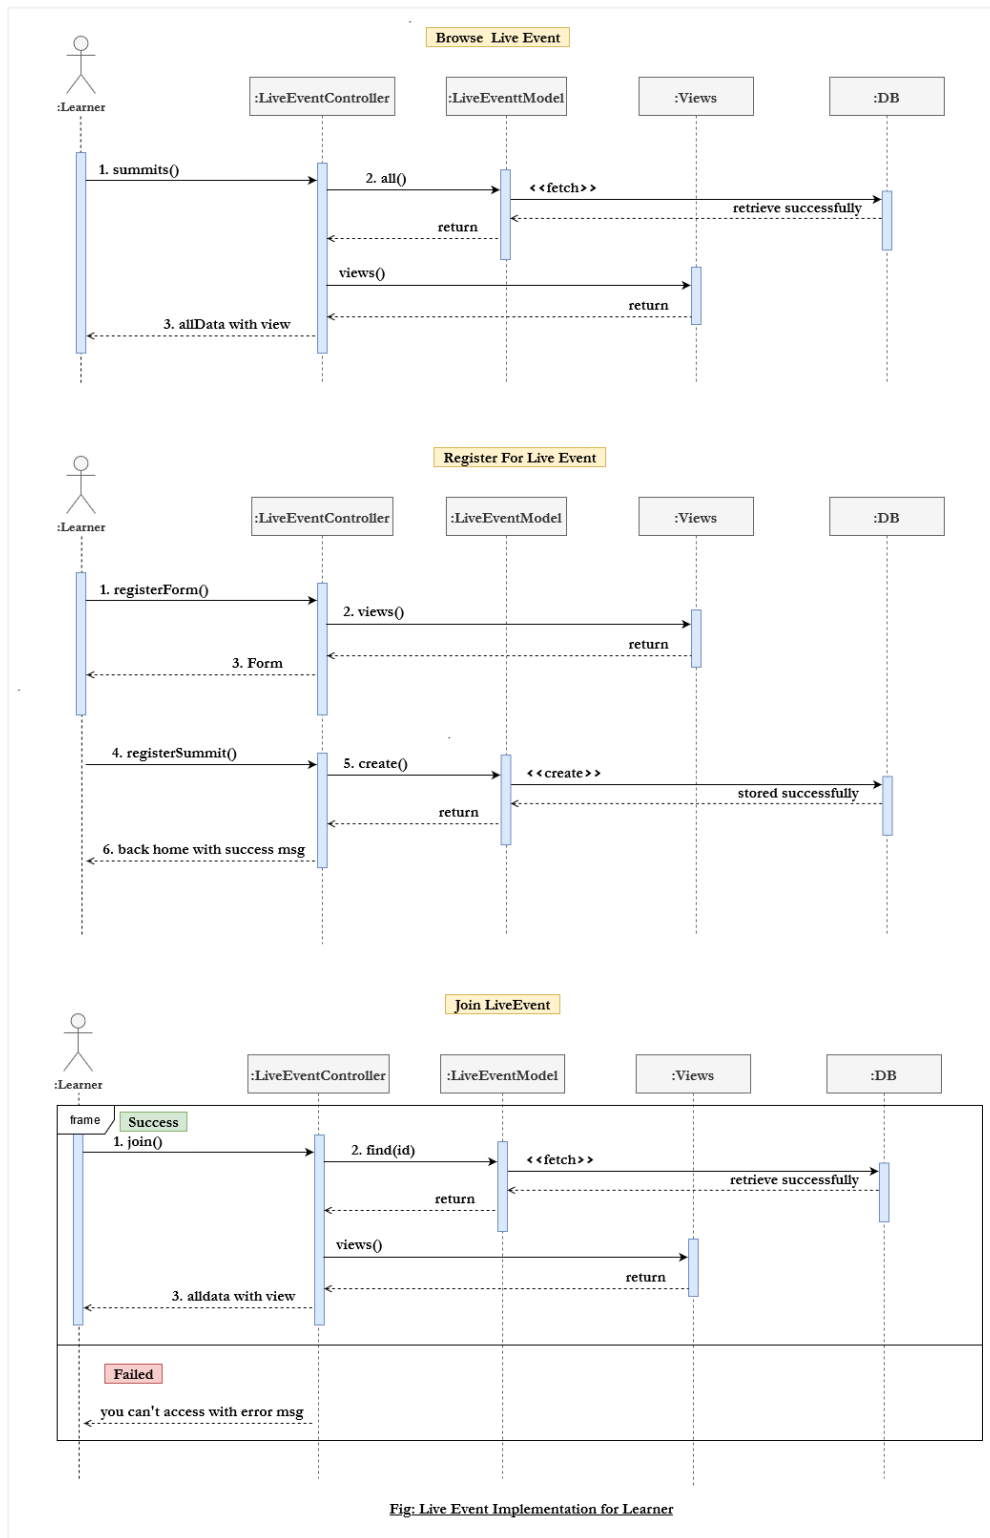 Browse  Live Event
:Learner
:LiveEventController
:LiveEventtModel
:Views
:DB
1. summits()
2. all()
<<fetch>>
retrieve successfully
return
views()
return
3. allData with view
Register For Live Event
:Learner
:LiveEventController
:LiveEventModel
:Views
:DB
1. registerForm()
2. views()
return
3. Form
4. registerSummit()
5. create()
<<create>>
stored successfully
return
6. back home with success msg
Join LiveEvent
:Learner
:LiveEventController
:LiveEventModel
:Views
:DB
frame
Success
1. join()
2. find(id)
<<fetch>>
retrieve successfully
return
views()
return
3. alldata with view
Failed
you can't access with error msg
Fig: Live Event Implementation for Learner